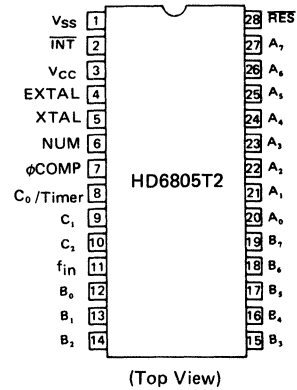 VSS 1 28 RES
INT 2 27 A7
VCC 3 26 A6
EXTAL 4 25 A5
XTAL 5 24 A4
NUM 6 23 A3
φCOMP 7 22 A2
C0/Timer 8 21 A1
C1 9 20 A0
C2 10 19 B7
fin 11 18 B6
B0 12 17 B5
B1 13 16 B4
B2 14 15 B3
HD6805T2
(Top View)